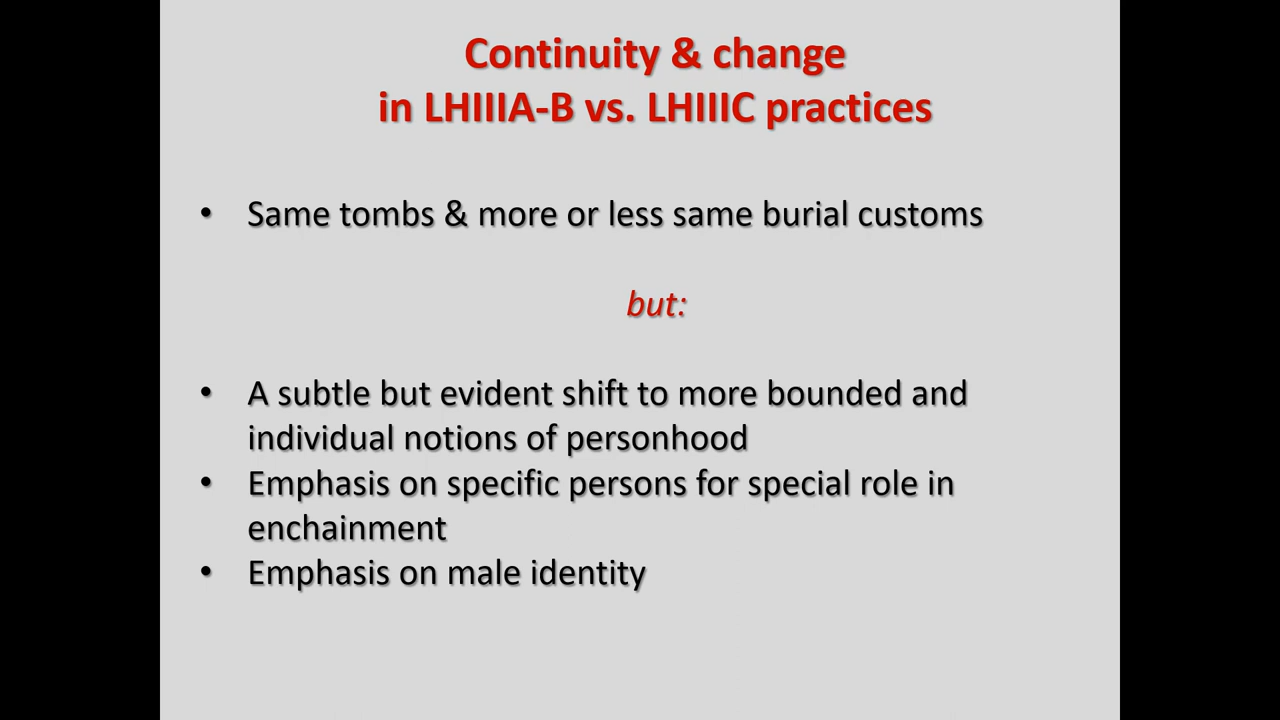 Continuity & change
in LHIIIA-B vs. LHIIIC practices
• Same tombs & more or less same burial customs
but:
• A subtle but evident shift to more bounded and
individual notions of personhood
• Emphasis on specific persons for special role in
enchainment
• Emphasis on male identity